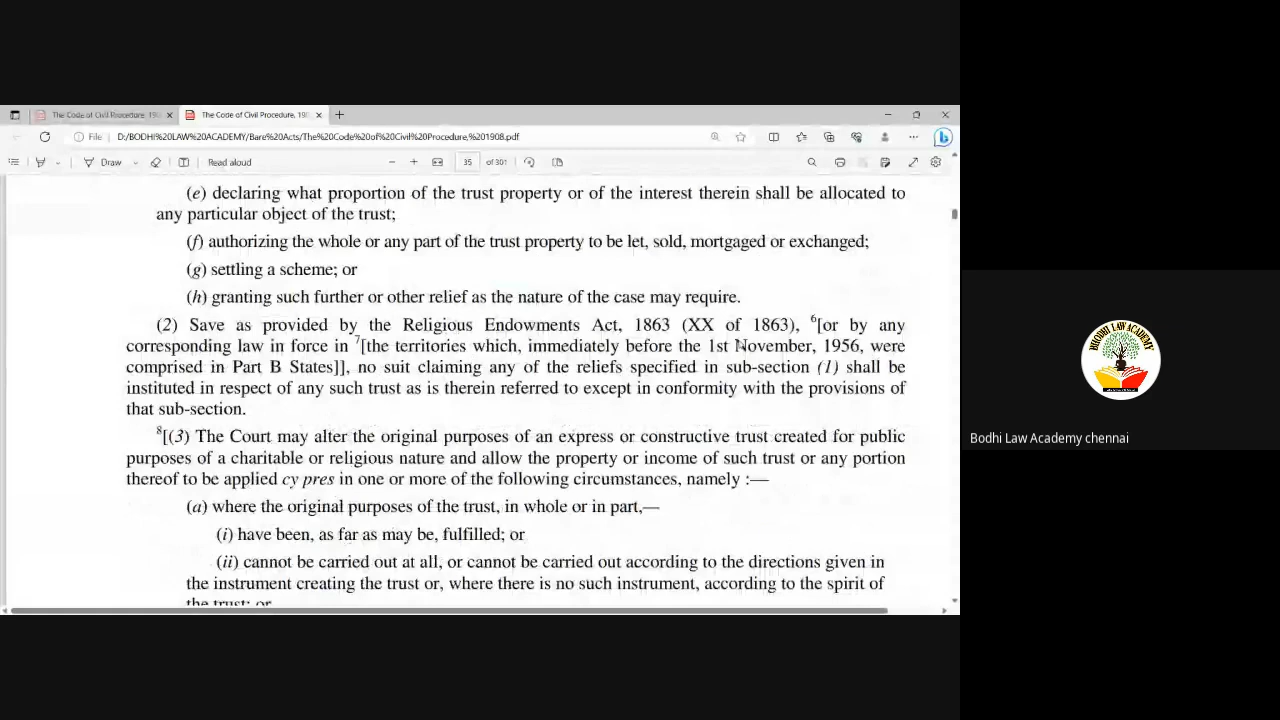 The Code of Civil Procedure, 190
The Code of Civil Procedure, 190
File
D:/BODHI%20LAW%20ACADEMY/Bare%20Acts/The%20Code%20of%20Civil%20Procedure,%201908.pdf
Draw
Read aloud
35 of 301
(e) declaring what proportion of the trust property or of the interest therein shall be allocated to
any particular object of the trust;
(f) authorizing the whole or any part of the trust property to be let, sold, mortgaged or exchanged;
(g) settling a scheme; or
(h) granting such further or other relief as the nature of the case may require.
(2) Save as provided by the Religious Endowments Act, 1863 (XX of 1863), 6[or by any
corresponding law in force in 7[the territories which, immediately before the 1st November, 1956, were
comprised in Part B States]], no suit claiming any of the reliefs specified in sub-section (1) shall be
instituted in respect of any such trust as is therein referred to except in conformity with the provisions of
that sub-section.
8[(3) The Court may alter the original purposes of an express or constructive trust created for public
purposes of a charitable or religious nature and allow the property or income of such trust or any portion
thereof to be applied cy pres in one or more of the following circumstances, namely :—
(a) where the original purposes of the trust, in whole or in part,—
(i) have been, as far as may be, fulfilled; or
(ii) cannot be carried out at all, or cannot be carried out according to the directions given in
the instrument creating the trust or, where there is no such instrument, according to the spirit of
the trust; or
BHODHI LAW ACADEMY
Bodhi Law Academy chennai